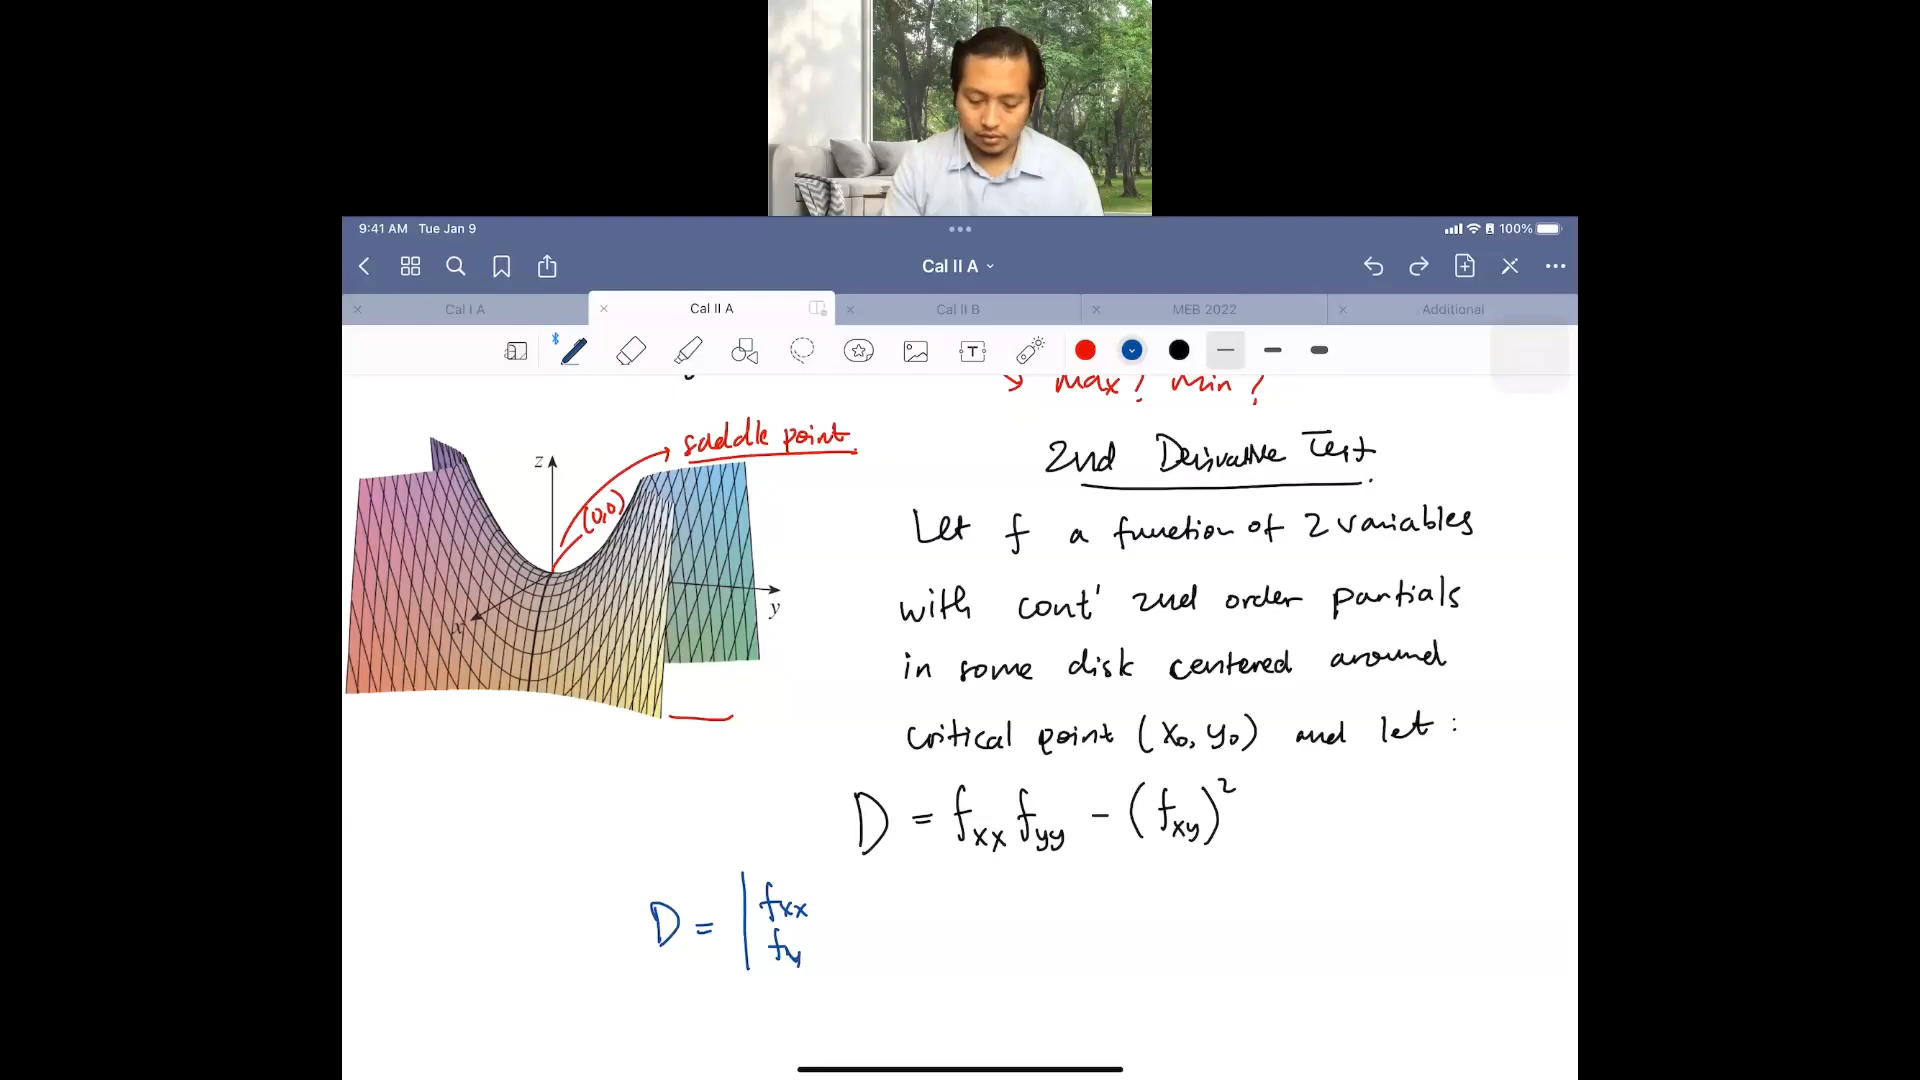 9:41 AM Tue Jan 9
100%
Cal II A
Cal I A
Cal II A
Cal II B
MEB 2022
Additional
T
max? min?
saddle point
2nd Derivative Test.
z
(0,0)
Let f a function of 2 variables
with cont' 2nd order partials
x
y
in some disk centered around
critical point (x₀, y₀) and let :
D = fxx fyy - (fxy)²
D = | fxx